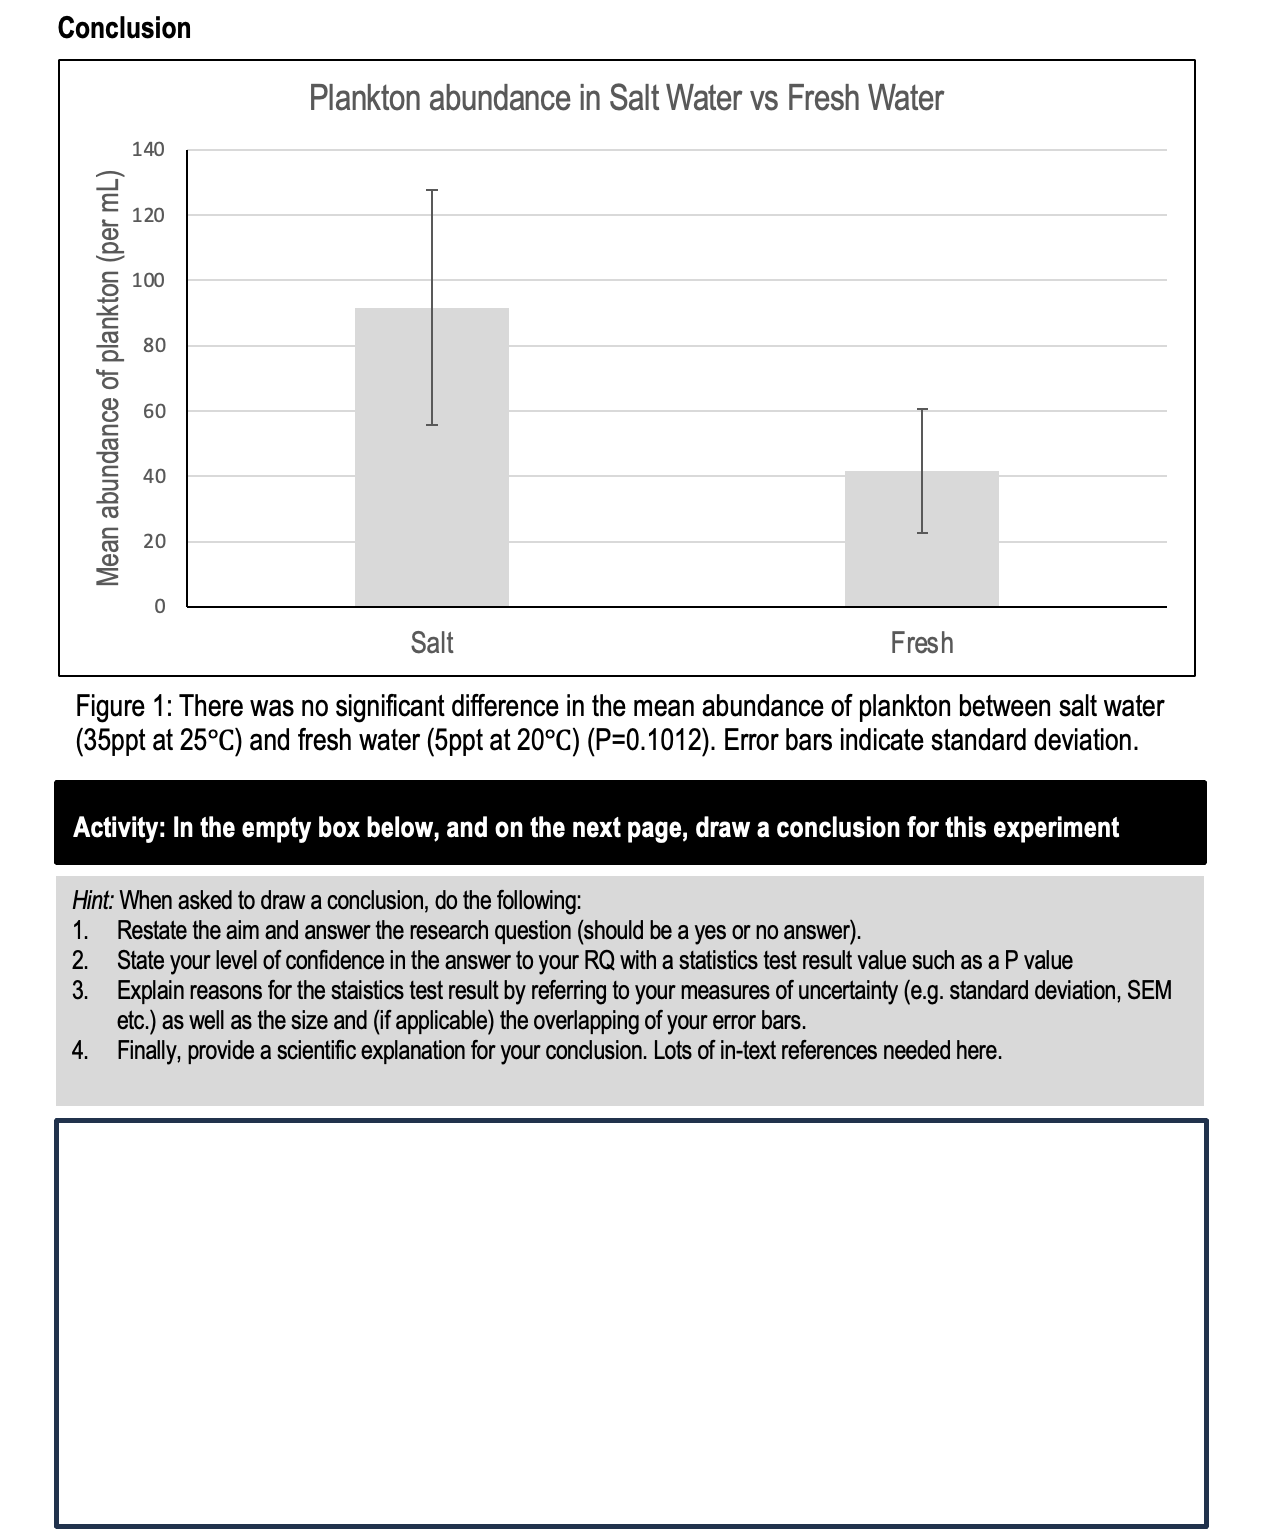 Conclusion
Plankton abundance in Salt Water vs Fresh Water
Mean abundance of plankton (per mL)
140
120
100
80
60
40
20
0
Salt Fresh
Figure 1: There was no significant difference in the mean abundance of plankton between salt water
(35ppt at 25°C) and fresh water (5ppt at 20°C) (P=0.1012). Error bars indicate standard deviation.
Activity: In the empty box below, and on the next page, draw a conclusion for this experiment
Hint: When asked to draw a conclusion, do the following:
1. Restate the aim and answer the research question (should be a yes or no answer).
2. State your level of confidence in the answer to your RQ with a statistics test result value such as a P value
3. Explain reasons for the staistics test result by referring to your measures of uncertainty (e.g. standard deviation, SEM
etc.) as well as the size and (if applicable) the overlapping of your error bars.
4. Finally, provide a scientific explanation for your conclusion. Lots of in-text references needed here.